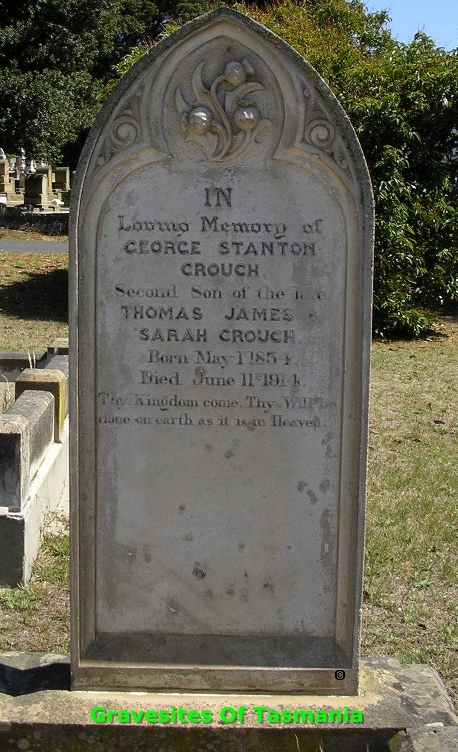 IN
Loving Memory of
GEORGE STANTON
CROUCH
Second Son of the late
THOMAS JAMES &
SARAH CROUCH
Born May 1st 1854.
Died June 11th 1914.
Thy Kingdom come, Thy Will be
done on earth as it is in Heaven.
©
Gravesites Of Tasmania